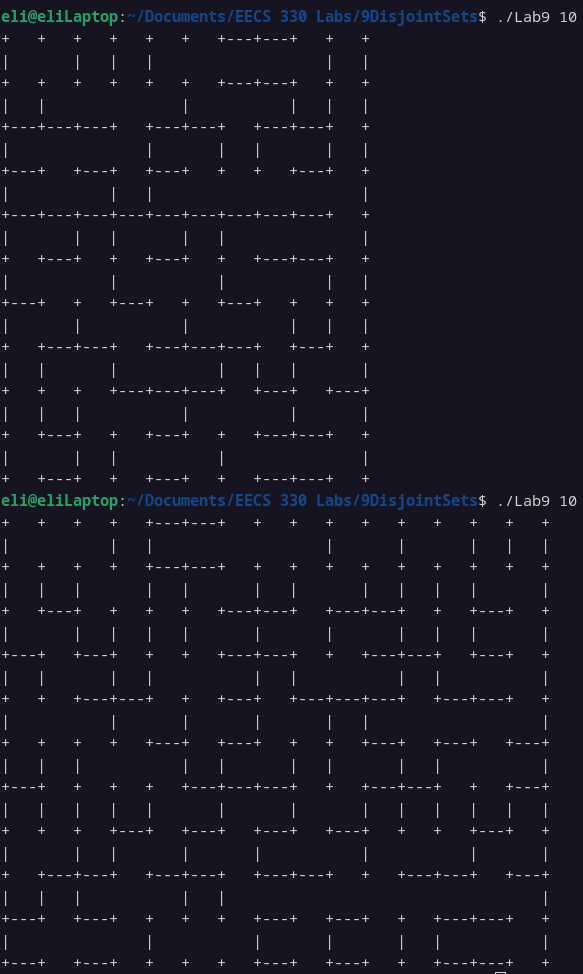 eli@eliLaptop:~/Documents/EECS 330 Labs/9DisjointSets$ ./Lab9 10
+   +   +   +   +   +   +---+---+   +   +
|       |   |   |                   |   |
+   +   +   +   +   +   +---+---+   +   +
|   |               |           |   |   |
+---+---+---+   +---+---+   +---+---+   +
|               |       |   |       |   |
+---+   +---+   +---+   +   +   +---+   +
|           |   |                       |
+---+---+---+---+---+---+---+---+---+   +
|       |   |       |   |               |
+   +---+   +   +---+   +   +---+---+   +
|           |           |           |   |
+---+   +   +---+   +   +---+   +   +   +
|       |           |           |   |   |
+   +---+---+   +---+---+---+   +---+   +
|   |       |           |   |   |       |
+   +   +   +---+---+---+   +---+   +---+
|   |   |           |           |       |
+   +---+   +   +---+   +   +---+---+   +
|       |   |           |               |
+   +   +   +   +---+   +   +---+---+   +
eli@eliLaptop:~/Documents/EECS 330 Labs/9DisjointSets$ ./Lab9 10
+   +   +   +   +---+---+   +   +   +   +   +   +   +   +   +
|           |   |                   |       |       |   |   |
+   +   +   +   +---+---+   +   +   +   +   +   +   +   +   +
|   |   |       |   |       |   |       |   |   |   |       |
+   +---+   +   +   +   +---+---+   +---+---+   +   +---+   +
|       |   |   |   |       |       |       |   |   |       |
+---+   +---+   +   +   +---+---+   +   +---+---+   +---+   +
|   |       |   |           |   |           |   |           |
+   +   +---+---+   +   +---+   +---+---+---+   +---+---+   +
|           |       |       |       |   |                   |
+   +   +   +   +---+   +---+   +   +   +---+   +---+   +---+
|   |   |           |   |       |   |       |   |           |
+---+   +   +   +   +---+---+---+   +   +---+---+   +   +---+
|   |   |   |   |       |       |       |   |   |   |       |
+   +   +   +---+   +---+   +---+   +---+   +   +   +---+   +
|       |   |       |       |           |           |       |
+   +---+---+   +---+---+   +---+---+   +   +---+---+   +---+
|   |   |           |   |                                   |
+---+   +---+   +   +   +   +---+   +---+   +   +---+---+   +
|               |           |       |       |   |           |
+---+   +---+   +---+   +   +---+   +---+   +   +---+---+   +